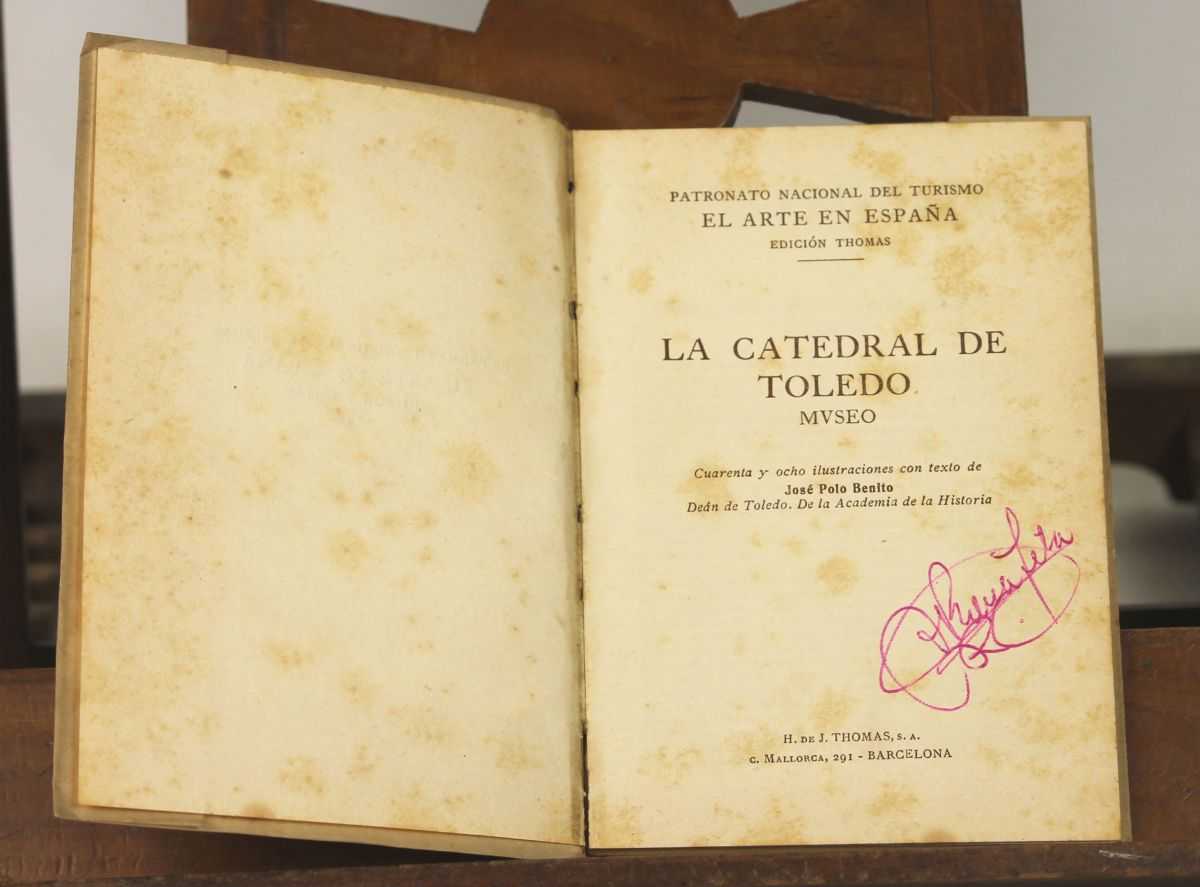 PATRONATO NACIONAL DEL TURISMO
EL ARTE EN ESPAÑA
EDICIÓN THOMAS
LA CATEDRAL DE
TOLEDO
MVSEO
Cuarenta y ocho ilustraciones con texto de
José Polo Benito
Deán de Toledo. De la Academia de la Historia
H. DE J. THOMAS, S. A.
C. MALLORCA, 291 - BARCELONA